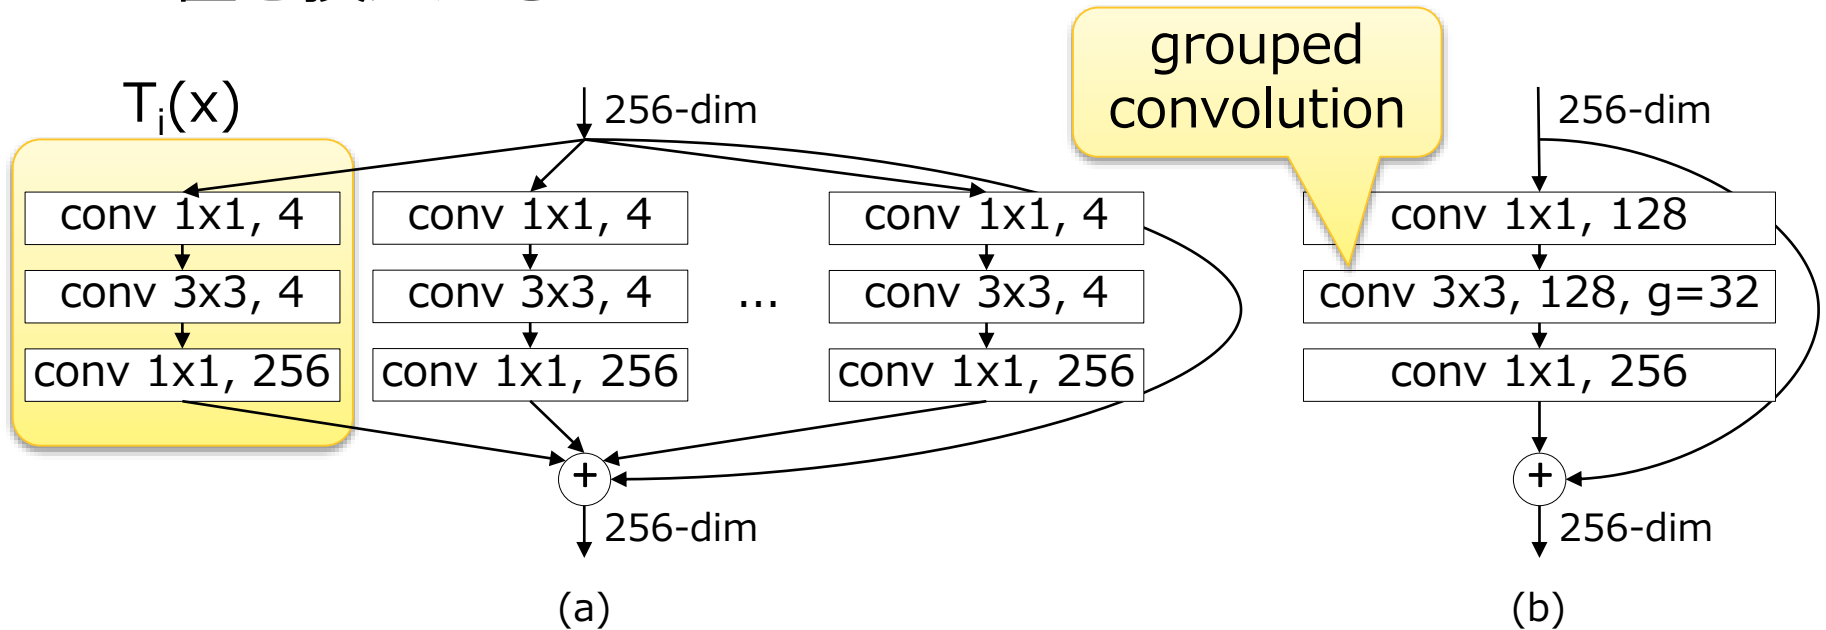 grouped
convolution
Tᵢ(x)
256-dim
conv 1x1, 4
conv 3x3, 4
conv 1x1, 256
conv 1x1, 4
conv 3x3, 4
conv 1x1, 256
...
conv 1x1, 4
conv 3x3, 4
conv 1x1, 256
+
256-dim
(a)
256-dim
conv 1x1, 128
conv 3x3, 128, g=32
conv 1x1, 256
+
256-dim
(b)